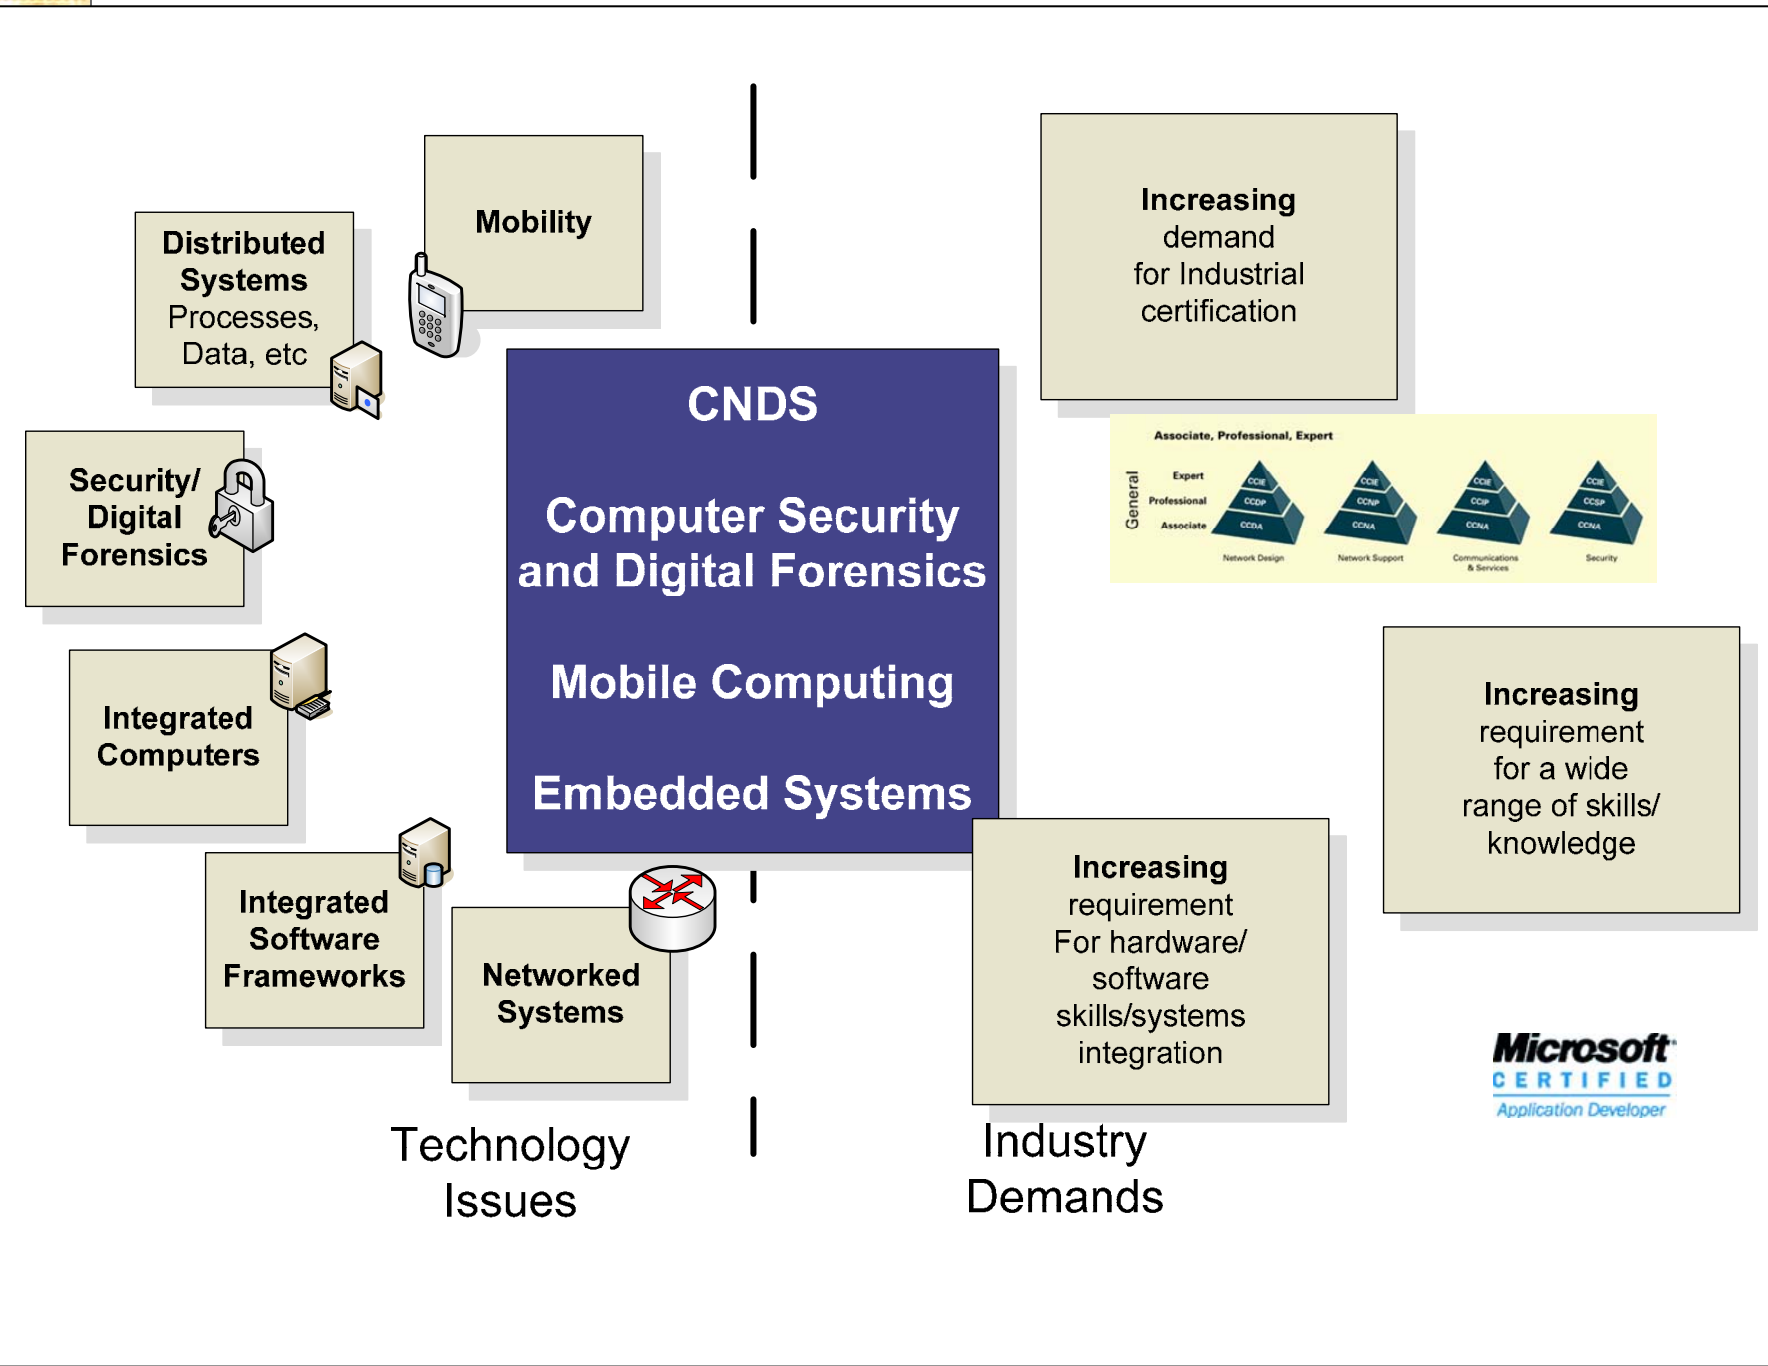 Mobility
Distributed
Systems
Processes,
Data, etc
Security/
Digital
Forensics
Integrated
Computers
Integrated
Software
Frameworks
Networked
Systems
Technology
Issues
CNDS
Computer Security
and Digital Forensics
Mobile Computing
Embedded Systems
Increasing
demand
for Industrial
certification
Associate, Professional, Expert
General
Expert
Professional
Associate
CCIE
CCDP
CCDA
Network Design
CCIE
CCNP
CCNA
Network Support
CCIE
CCIP
CCNA
Communications
& Services
CCIE
CCSP
CCNA
Security
Increasing
requirement
for a wide
range of skills/
knowledge
Increasing
requirement
For hardware/
software
skills/systems
integration
Microsoft
CERTIFIED
Application Developer
Industry
Demands